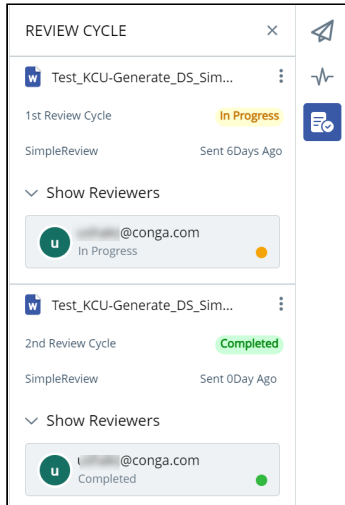 REVIEW CYCLE
W Test_KCU-Generate_DS_Sim...
1st Review Cycle In Progress
SimpleReview Sent 6Days Ago
Show Reviewers
u @conga.com
In Progress
W Test_KCU-Generate_DS_Sim...
2nd Review Cycle Completed
SimpleReview Sent 0Day Ago
Show Reviewers
u @conga.com
Completed